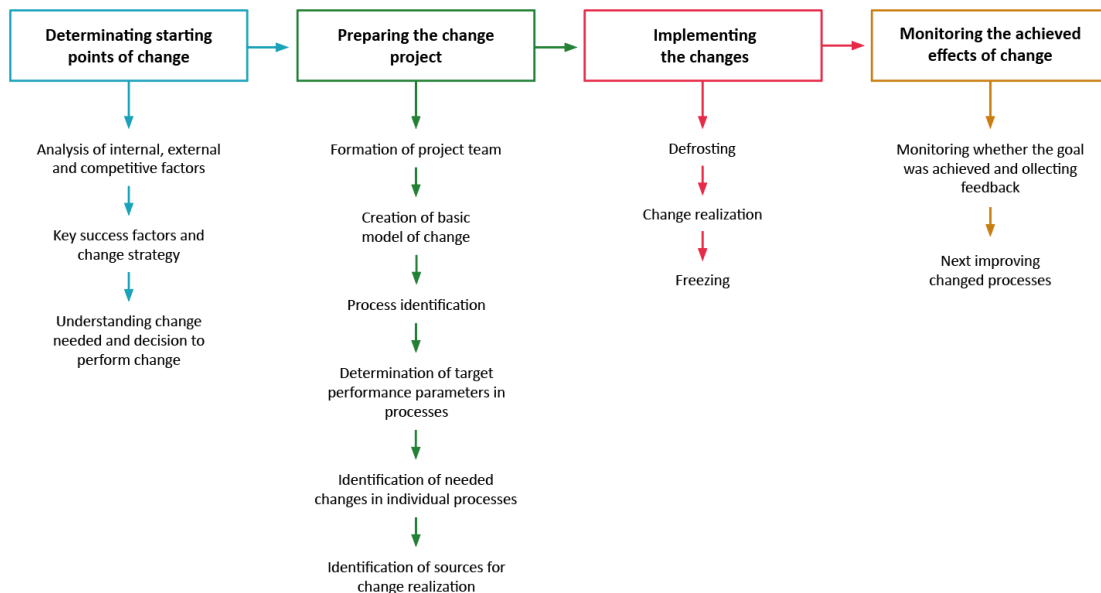 Determinating starting
points of change
Analysis of internal, external
and competitive factors
Key success factors and
change strategy
Understanding change
needed and decision to
perform change
Preparing the change
project
Formation of project team
Creation of basic
model of change
Process identification
Determination of target
performance parameters in
processes
Identification of needed
changes in individual processes
Identification of sources for
change realization
Implementing
the changes
Defrosting
Change realization
Freezing
Monitoring the achieved
effects of change
Monitoring whether the goal
was achieved and ollecting
feedback
Next improving
changed processes